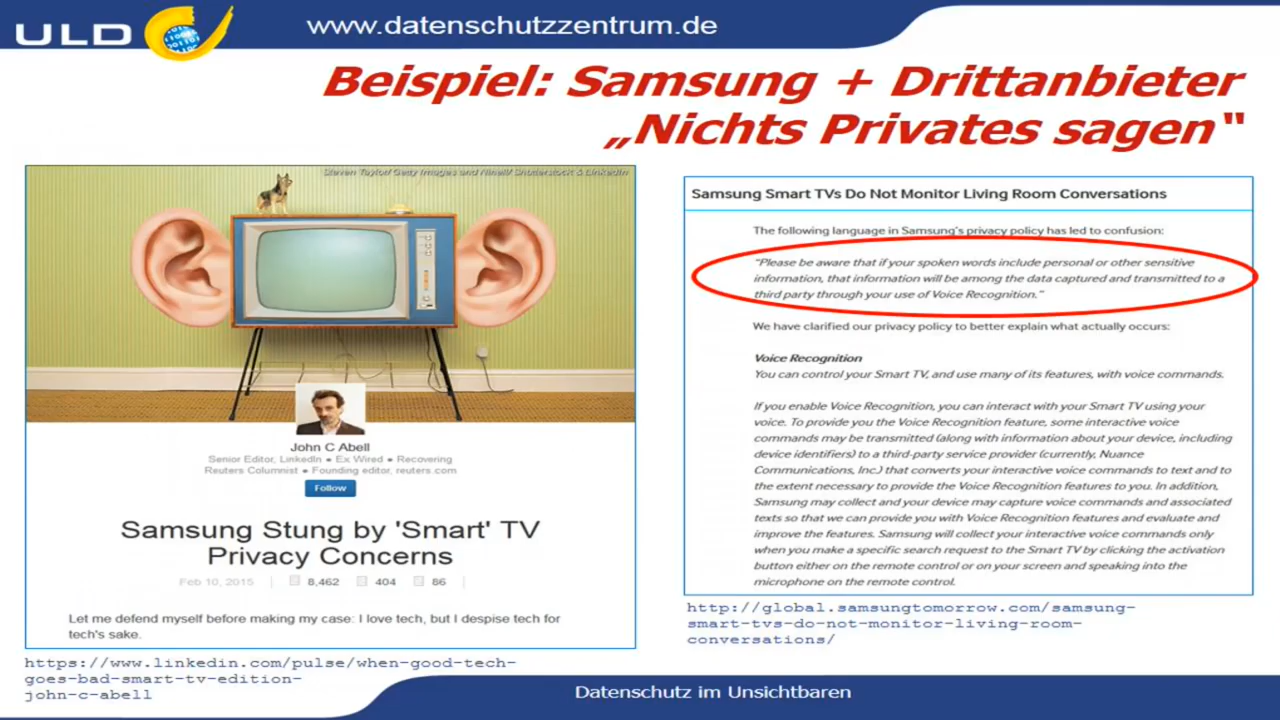 ULD
www.datenschutzzentrum.de
Beispiel: Samsung + Drittanbieter
„Nichts Privates sagen“
Steven Taylor/ Getty Images and Ninell/ Shutterstock & LinkedIn
John C Abell
Senior Editor, LinkedIn ● Ex Wired ● Recovering
Reuters Columnist ● Founding editor, reuters.com
Follow
Samsung Stung by 'Smart' TV
Privacy Concerns
Feb 10, 2015
8,462
404
86
Let me defend myself before making my case: I love tech, but I despise tech for
tech's sake.
https://www.linkedin.com/pulse/when-good-tech-
goes-bad-smart-tv-edition-
john-c-abell
Samsung Smart TVs Do Not Monitor Living Room Conversations
The following language in Samsung's privacy policy has led to confusion:
"Please be aware that if your spoken words include personal or other sensitive
information, that information will be among the data captured and transmitted to a
third party through your use of Voice Recognition."
We have clarified our privacy policy to better explain what actually occurs:
Voice Recognition
You can control your Smart TV, and use many of its features, with voice commands.
If you enable Voice Recognition, you can interact with your Smart TV using your
voice. To provide you the Voice Recognition feature, some interactive voice
commands may be transmitted (along with information about your device, including
device identifiers) to a third-party service provider (currently, Nuance
Communications, Inc.) that converts your interactive voice commands to text and to
the extent necessary to provide the Voice Recognition features to you. In addition,
Samsung may collect and your device may capture voice commands and associated
texts so that we can provide you with Voice Recognition features and evaluate and
improve the features. Samsung will collect your interactive voice commands only
when you make a specific search request to the Smart TV by clicking the activation
button either on the remote control or on your screen and speaking into the
microphone on the remote control.
http://global.samsungtomorrow.com/samsung-
smart-tvs-do-not-monitor-living-room-
conversations/
Datenschutz im Unsichtbaren